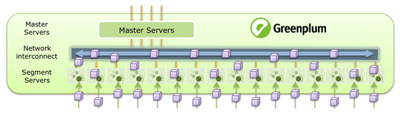 Master
Servers
Master Servers
Greenplum
Network
interconnect
Segment
Servers